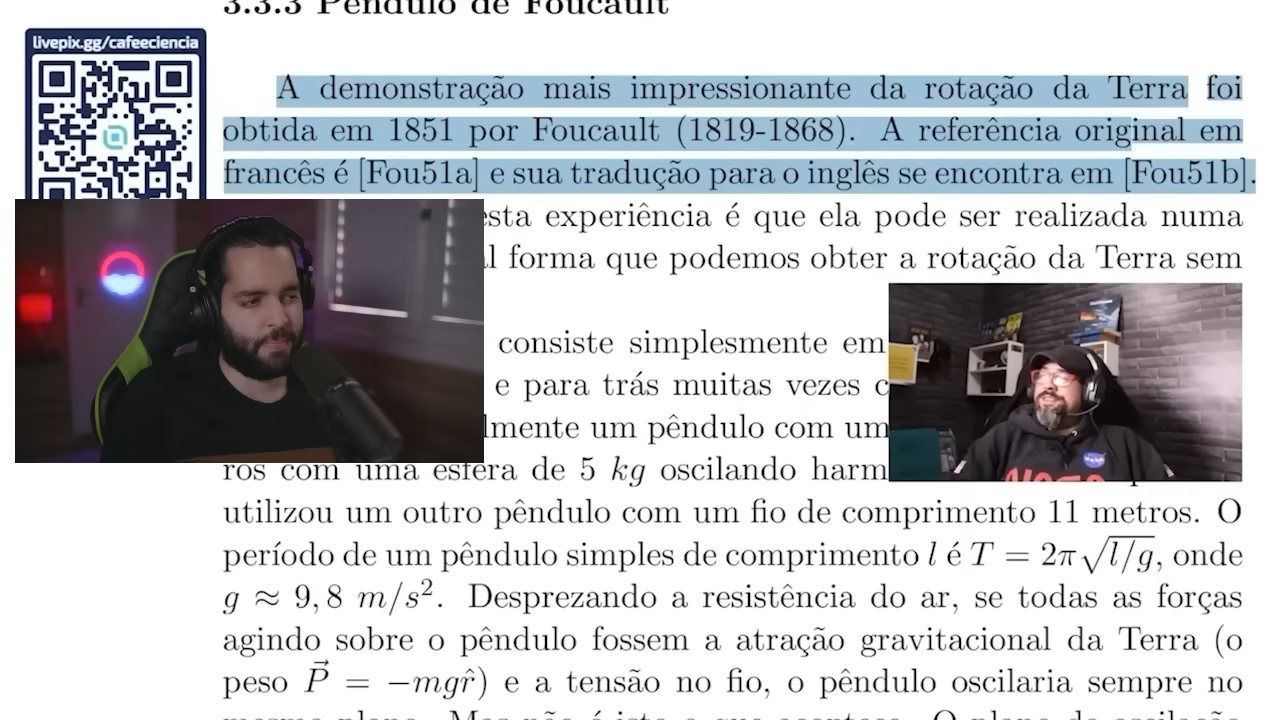 3.3.3 Pêndulo de Foucault
livepix.gg/cafeeciencia
A demonstração mais impressionante da rotação da Terra foi
obtida em 1851 por Foucault (1819-1868). A referência original em
francês é [Fou51a] e sua tradução para o inglês se encontra em [Fou51b].
esta experiência é que ela pode ser realizada numa
forma que podemos obter a rotação da Terra sem
consiste simplesmente em
e para trás muitas vezes
um pêndulo com um
ros com uma esfera de 5 kg oscilando
utilizou um outro pêndulo com um fio de comprimento 11 metros. O
período de um pêndulo simples de comprimento l é T = 2π√(l/g), onde
g ≈ 9,8 m/s². Desprezando a resistência do ar, se todas as forças
agindo sobre o pêndulo fossem a atração gravitacional da Terra (o
peso P⃗ = −mgr̂) e a tensão no fio, o pêndulo oscilaria sempre no